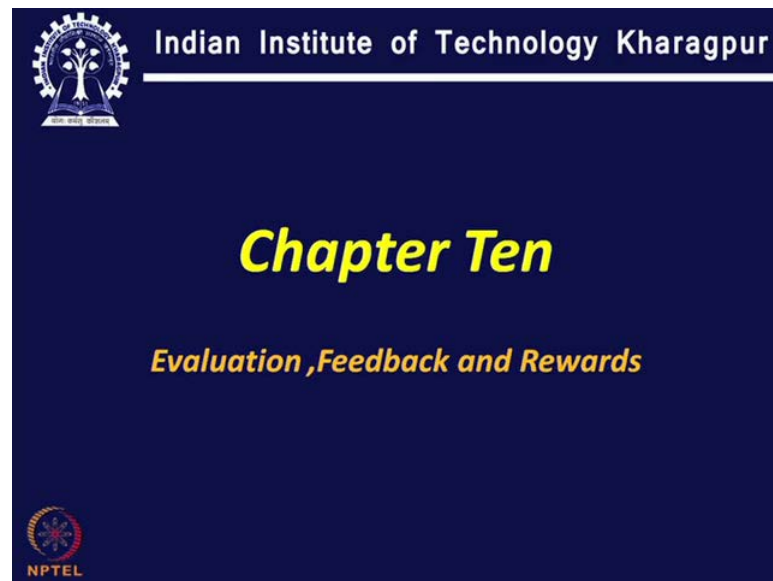 Indian Institute of Technology Kharagpur
Chapter Ten
Evaluation ,Feedback and Rewards
NPTEL